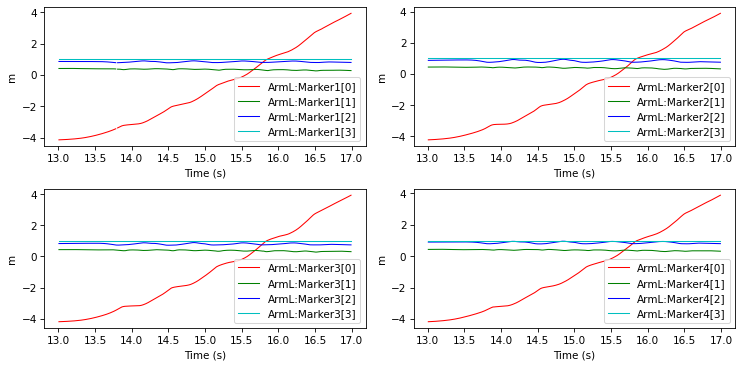 4
2
0
−2
−4
m
ArmL:Marker1[0]
ArmL:Marker1[1]
ArmL:Marker1[2]
ArmL:Marker1[3]
13.0 13.5 14.0 14.5 15.0 15.5 16.0 16.5 17.0
Time (s)
4
2
0
−2
−4
m
ArmL:Marker2[0]
ArmL:Marker2[1]
ArmL:Marker2[2]
ArmL:Marker2[3]
13.0 13.5 14.0 14.5 15.0 15.5 16.0 16.5 17.0
Time (s)
4
2
0
−2
−4
m
ArmL:Marker3[0]
ArmL:Marker3[1]
ArmL:Marker3[2]
ArmL:Marker3[3]
13.0 13.5 14.0 14.5 15.0 15.5 16.0 16.5 17.0
Time (s)
4
2
0
−2
−4
m
ArmL:Marker4[0]
ArmL:Marker4[1]
ArmL:Marker4[2]
ArmL:Marker4[3]
13.0 13.5 14.0 14.5 15.0 15.5 16.0 16.5 17.0
Time (s)